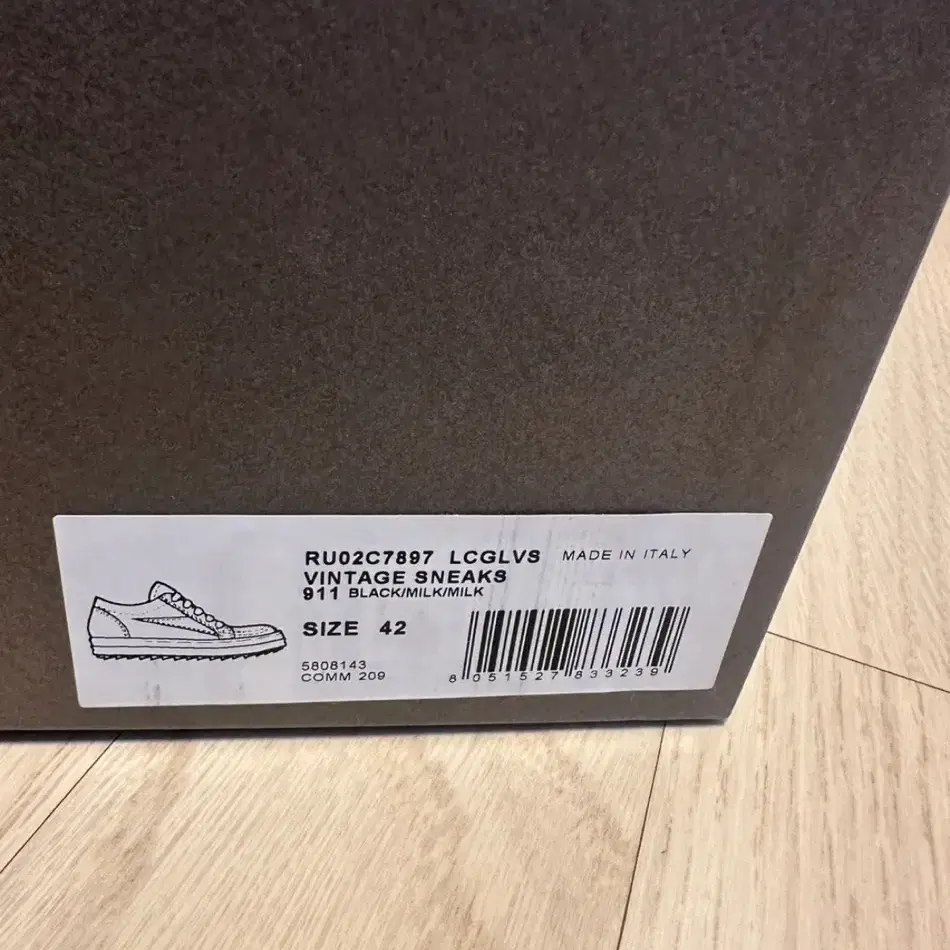 RU02C7897 LCGLVS MADE IN ITALY
VINTAGE SNEAKS
911 BLACK/MILK/MILK
SIZE 42
5808143
COMM 209
8 051527 833239